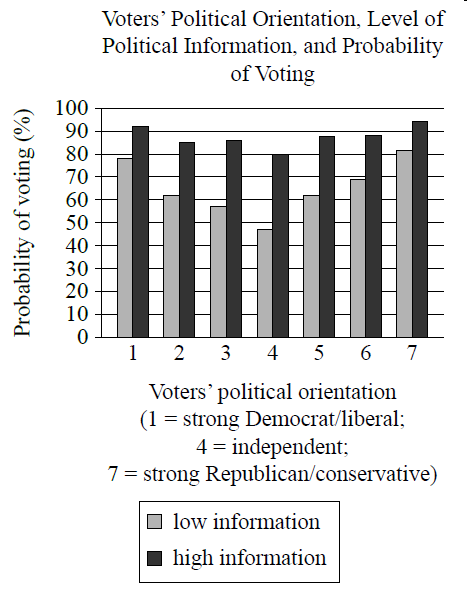 Voters’ Political Orientation, Level of
Political Information, and Probability
of Voting
Probability of voting (%)
100
90
80
70
60
50
40
30
20
10
0
1 2 3 4 5 6 7
Voters’ political orientation
(1 = strong Democrat/liberal;
4 = independent;
7 = strong Republican/conservative)
low information
high information